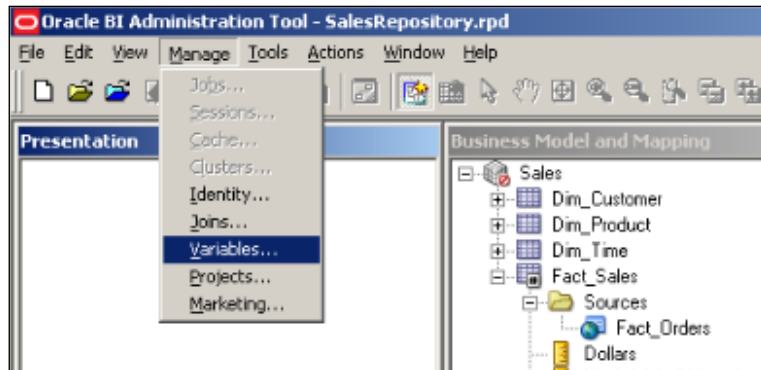 Oracle BI Administration Tool - SalesRepository.rpd
File Edit View Manage Tools Actions Window Help
Jobs...
Sessions...
Cache...
Clusters...
Identity...
Joins...
Variables...
Projects...
Marketing...
Presentation
Business Model and Mapping
Sales
Dim_Customer
Dim_Product
Dim_Time
Fact_Sales
Sources
Fact_Orders
Dollars